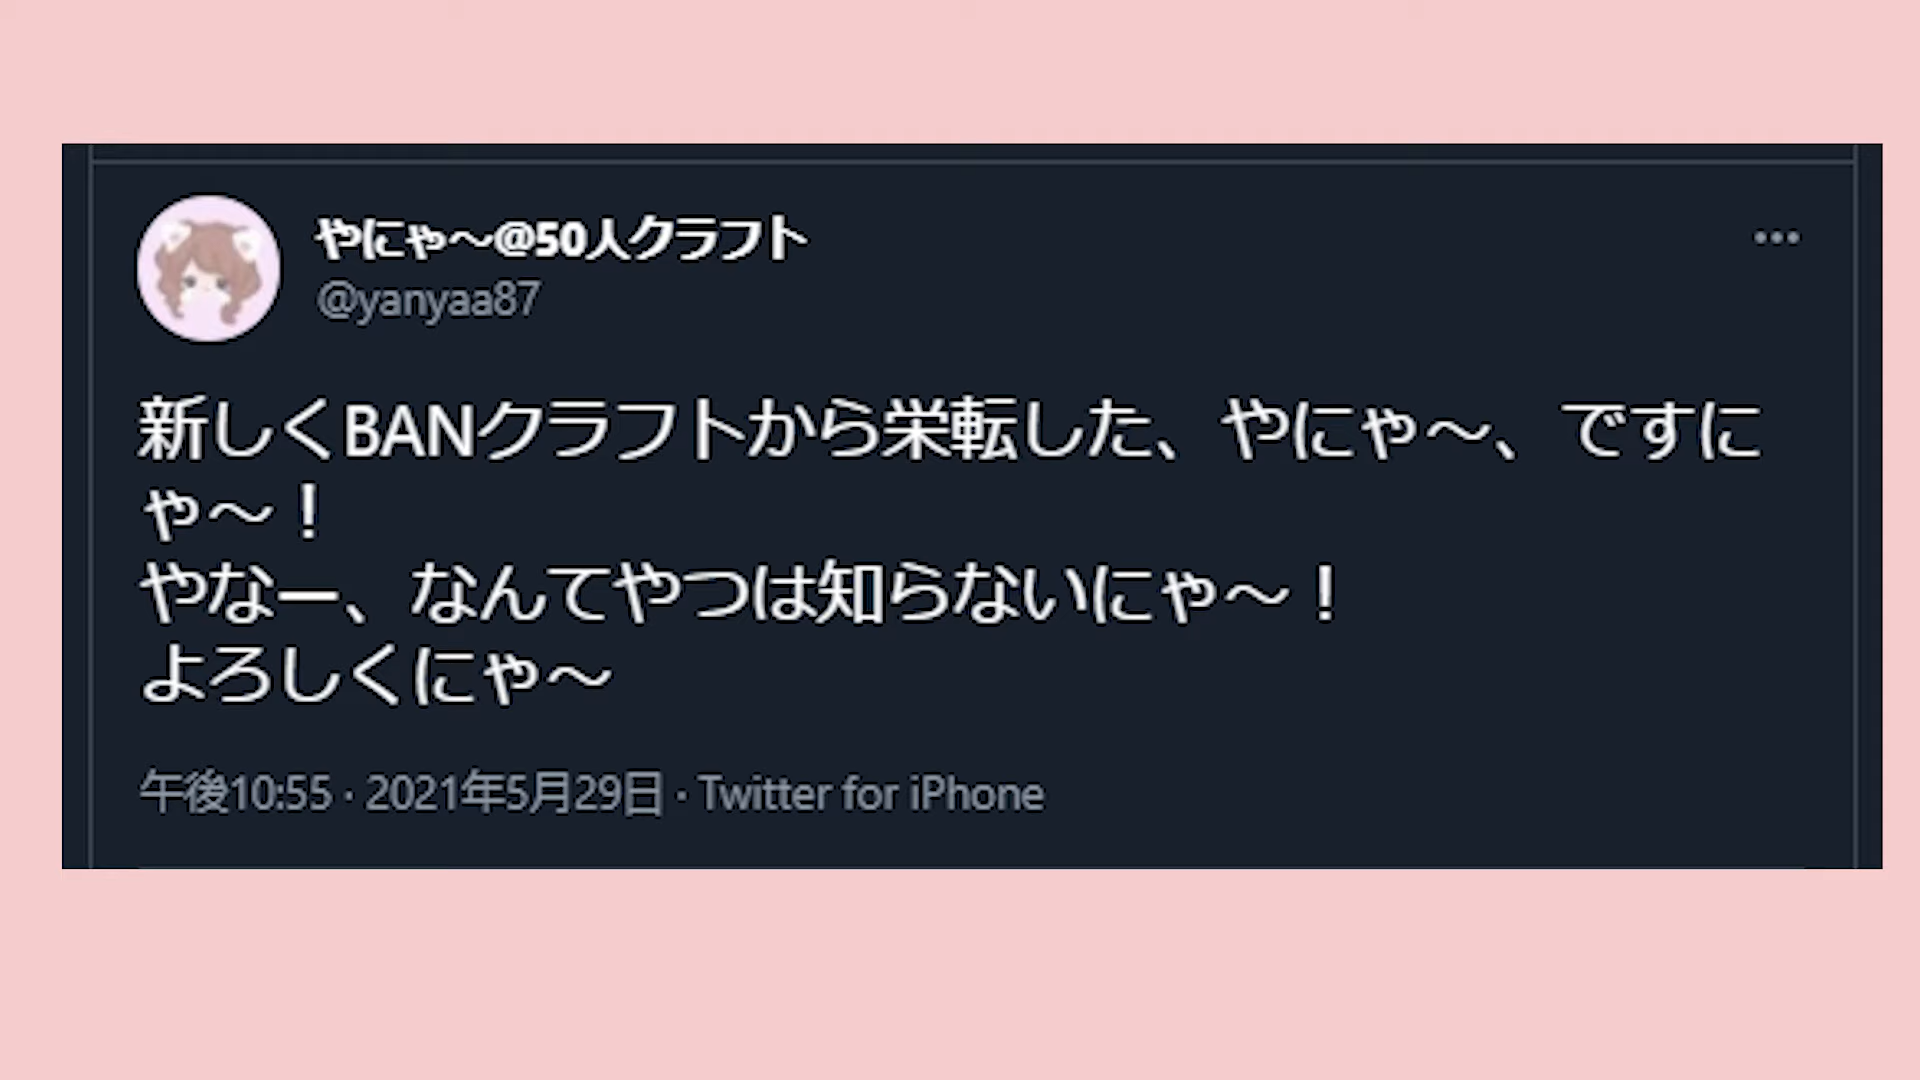 やにゃ〜@50人クラフト
@yanyaa87
新しくBANクラフトから栄転した、やにゃ〜、ですに
ゃ〜！
やなー、なんてやつは知らないにゃ〜！
よろしくにゃ〜
午後10:55 · 2021年5月29日 · Twitter for iPhone